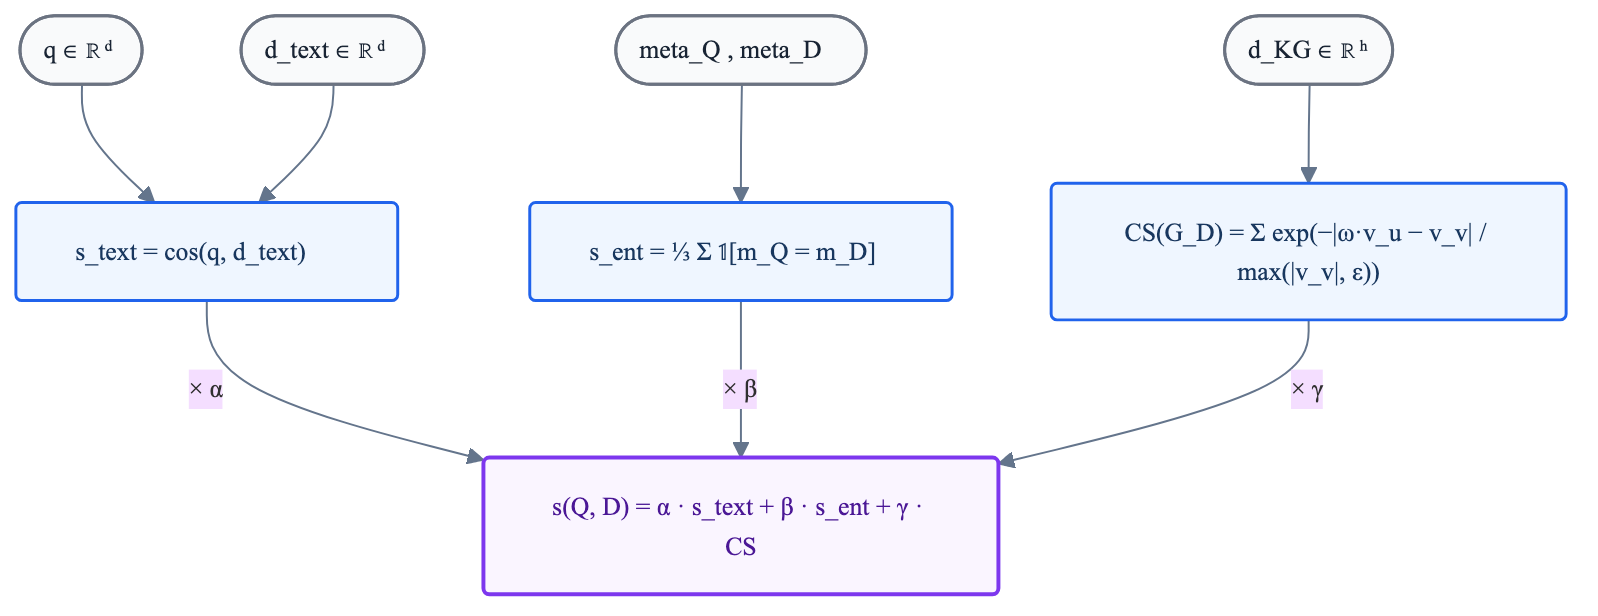 q ∈ ℝ ᵈ
d_text ∈ ℝ ᵈ
meta_Q , meta_D
d_KG ∈ ℝ ʰ
s_text = cos(q, d_text)
s_ent = ⅓ Σ 𝟙[m_Q = m_D]
CS(G_D) = Σ exp(−|ω·v_u − v_v| /
max(|v_v|, ε))
× α
× β
× γ
s(Q, D) = α · s_text + β · s_ent + γ ·
CS